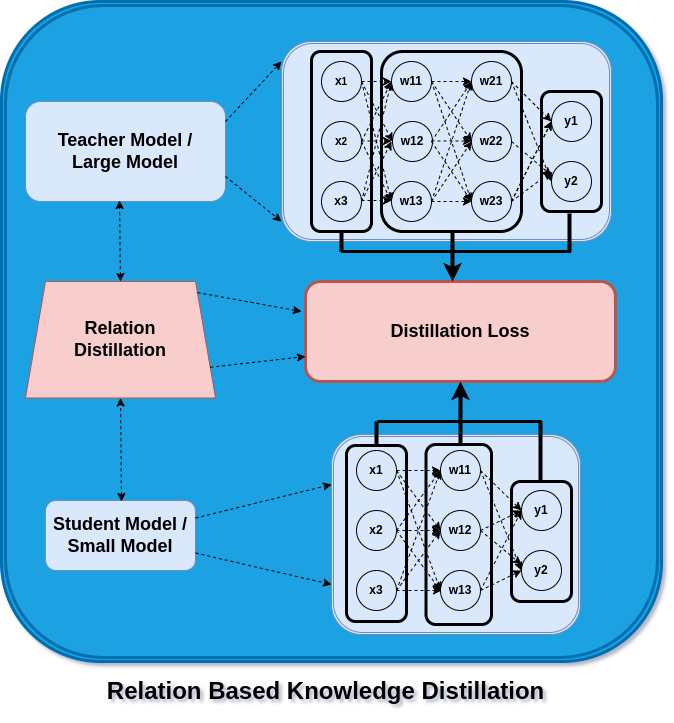 x1 w11 w21
x2 w12 w22
x3 w13 w23
y1
y2
Teacher Model /
Large Model
Relation
Distillation
Distillation Loss
Student Model /
Small Model
x1 w11
x2 w12
x3 w13
y1
y2
Relation Based Knowledge Distillation